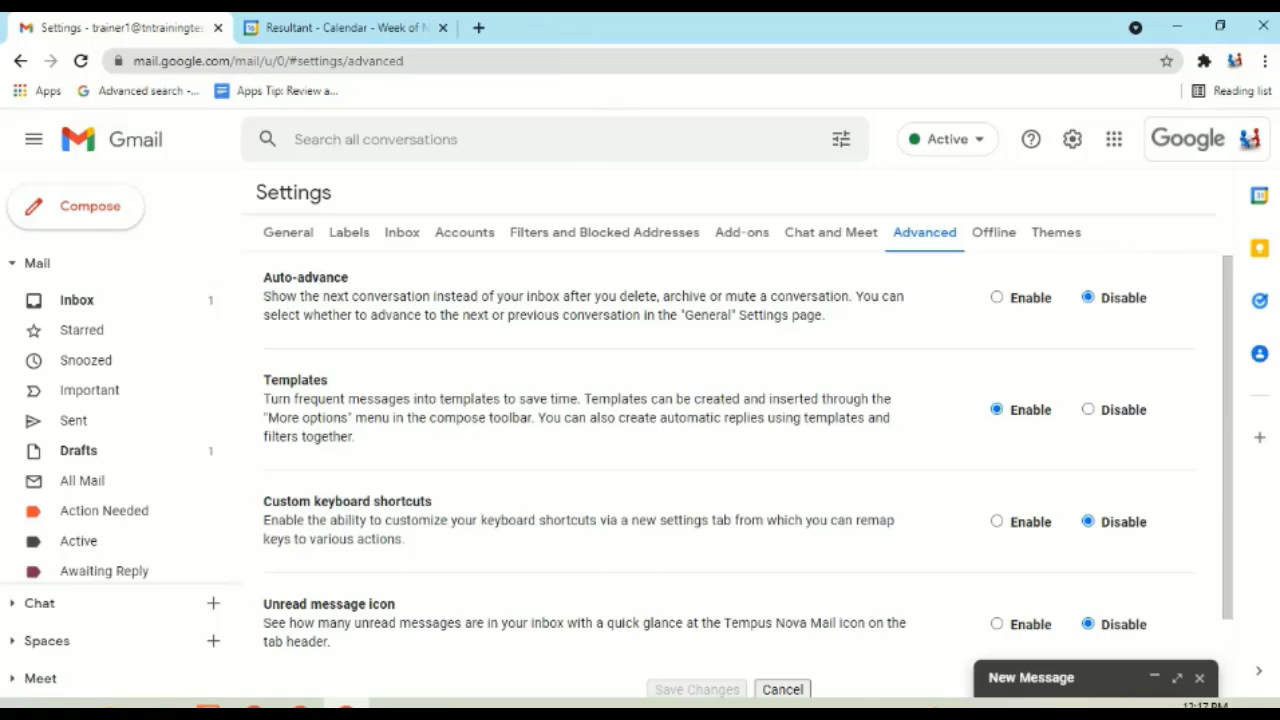 Settings - trainer1@tntrainingte
Resultant - Calendar - Week of
mail.google.com/mail/u/0/#settings/advanced
Apps
Advanced search -...
Apps Tip: Review a...
Reading list
Gmail
Search all conversations
Active
Google
Compose
Settings
General Labels Inbox Accounts Filters and Blocked Addresses Add-ons Chat and Meet Advanced Offline Themes
Mail
Inbox 1
Starred
Snoozed
Important
Sent
Drafts 1
All Mail
Action Needed
Active
Awaiting Reply
Chat
Spaces
Meet
Auto-advance
Show the next conversation instead of your inbox after you delete, archive or mute a conversation. You can
select whether to advance to the next or previous conversation in the "General" Settings page.
Enable Disable
Templates
Turn frequent messages into templates to save time. Templates can be created and inserted through the
"More options" menu in the compose toolbar. You can also create automatic replies using templates and
filters together.
Enable Disable
Custom keyboard shortcuts
Enable the ability to customize your keyboard shortcuts via a new settings tab from which you can remap
keys to various actions.
Enable Disable
Unread message icon
See how many unread messages are in your inbox with a quick glance at the Tempus Nova Mail icon on the
tab header.
Enable Disable
Save Changes Cancel
New Message
12:17 PM